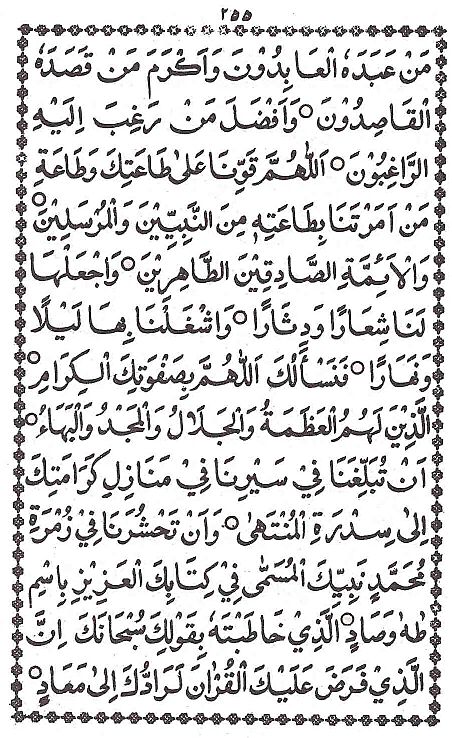 ٢٥٥
مَنْ عَبَدَهُ الْعَابِدُوْنَ وَاَكْرَمَ مَنْ قَصَدَهُ
الْقَاصِدُوْنَ ○ وَاَفْضَلَ مَنْ رَغِبَ اِلَيْهِ
الرَّاغِبُوْنَ ○ اَللّٰهُمَّ قَوِّنَا عَلٰى طَاعَتِكَ وَطَاعَةِ
مَنْ اَمَرْتَنَا بِطَاعَتِهٖ مِنَ النَّبِيِّيْنَ وَالْمُرْسَلِيْنَ ○
وَالْاَئِمَّةِ الصَّادِقِيْنَ الطَّاهِرِيْنَ ○ وَاجْعَلْهَا
لَنَا شِعَارًا وَدِثَارًا ○ وَاشْغَلْنَا بِهَا لَيْلًا
وَنَهَارًا ○ فَنَسْأَلُكَ اَللّٰهُمَّ بِصَفْوَتِكَ الْكِرَامِ ○
الَّذِيْنَ لَهُمُ الْعَظَمَةُ وَالْجَلَالُ وَالْمَجْدُ وَالْبَهَاءُ ○
اَنْ تُبَلِّغَنَا فِيْ سَيْرِنَا فِيْ مَنَازِلِ كَرَامَتِكَ
اِلٰى سِدْرَةِ الْمُنْتَهٰى ○ وَاَنْ تَحْشُرَنَا فِيْ زُمْرَةِ
مُحَمَّدٍ نَبِيِّكَ الْمُسَمّٰى فِيْ كِتَابِكَ الْعَزِيْزِ بِاسْمِ
طٰهٰ وَصَادٍ ○ الَّذِيْ خَاطَبْتَهُ بِقَوْلِكَ سُبْحَانَكَ اِنَّ
الَّذِيْ فَرَضَ عَلَيْكَ الْقُرْاٰنَ لَرَادُّكَ اِلٰى مَعَادٍ ○